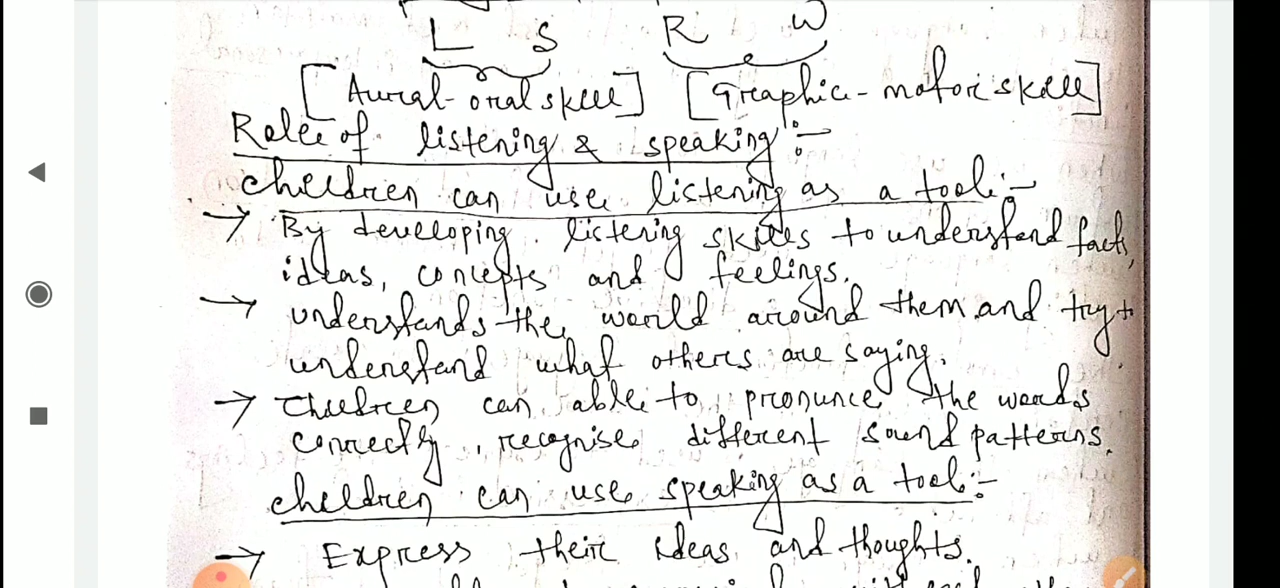 L S R W
[Aural-oral skill] [Graphic-motor skill]
Role of listening & speaking :-
children can use listening as a tool :-
→ By developing listening skills to understand facts,
ideas, concepts and feelings.
→ understands the world around them and try to
understand what others are saying.
→ Children can able to pronunce the words
correctly, recognise different sound patterns.
children can use speaking as a tool :-
→ Express their ideas and thoughts.